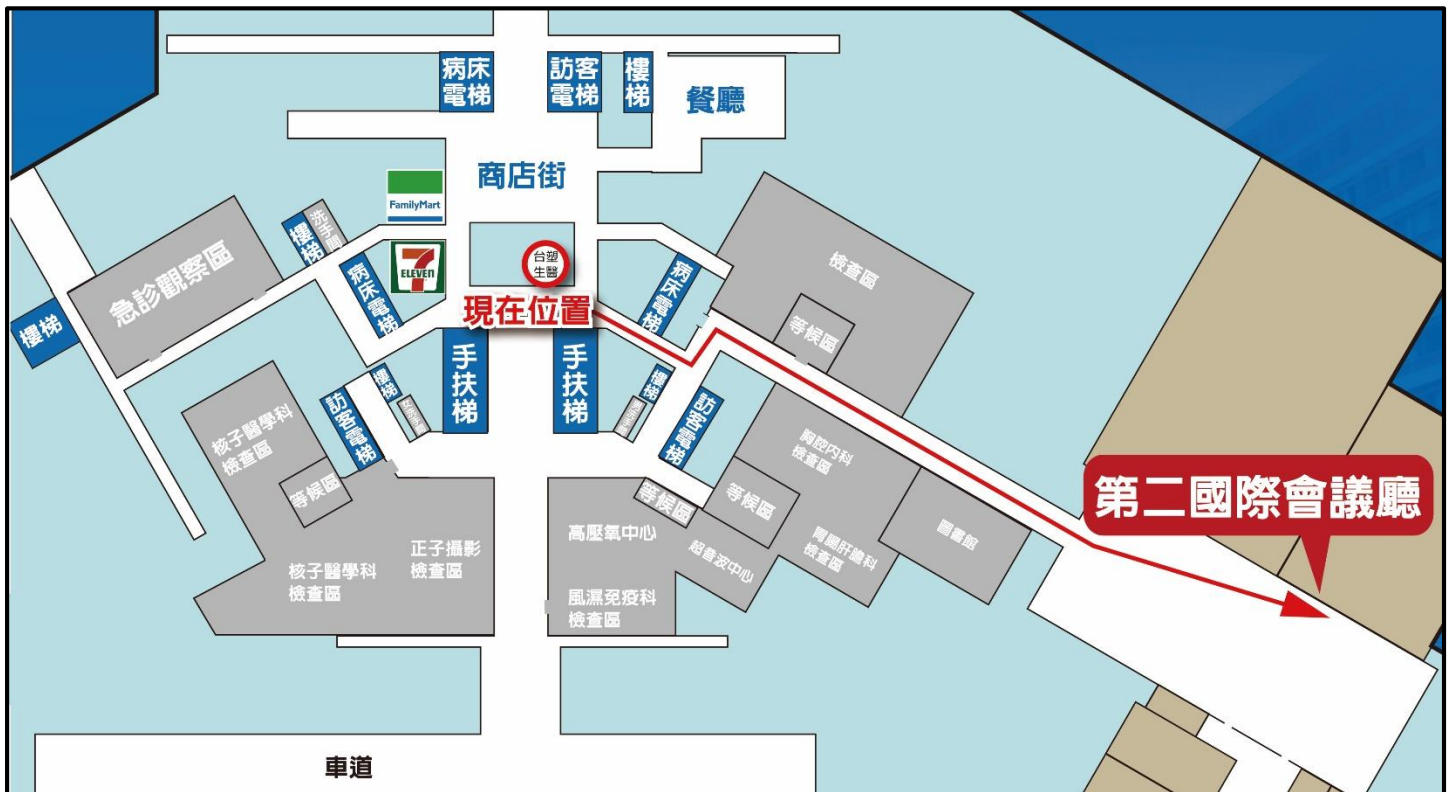 病床
電梯
訪客
電梯
樓梯
餐廳
商店街
FamilyMart
7
ELEVEN
台塑
生醫
現在位置
洗手間
樓梯
急診觀察區
樓梯
病床電梯
病床電梯
檢查區
等候區
手扶梯
手扶梯
樓梯
女洗手間
訪客電梯
樓梯
訪客電梯
核子醫學科
檢查區
等候區
核子醫學科
檢查區
正子攝影
檢查區
高壓氧中心
風濕免疫科
檢查區
等候區
超音波中心
等候區
胸腔內科
檢查區
胃腸肝膽科
檢查區
圖書館
第二國際會議廳
車道